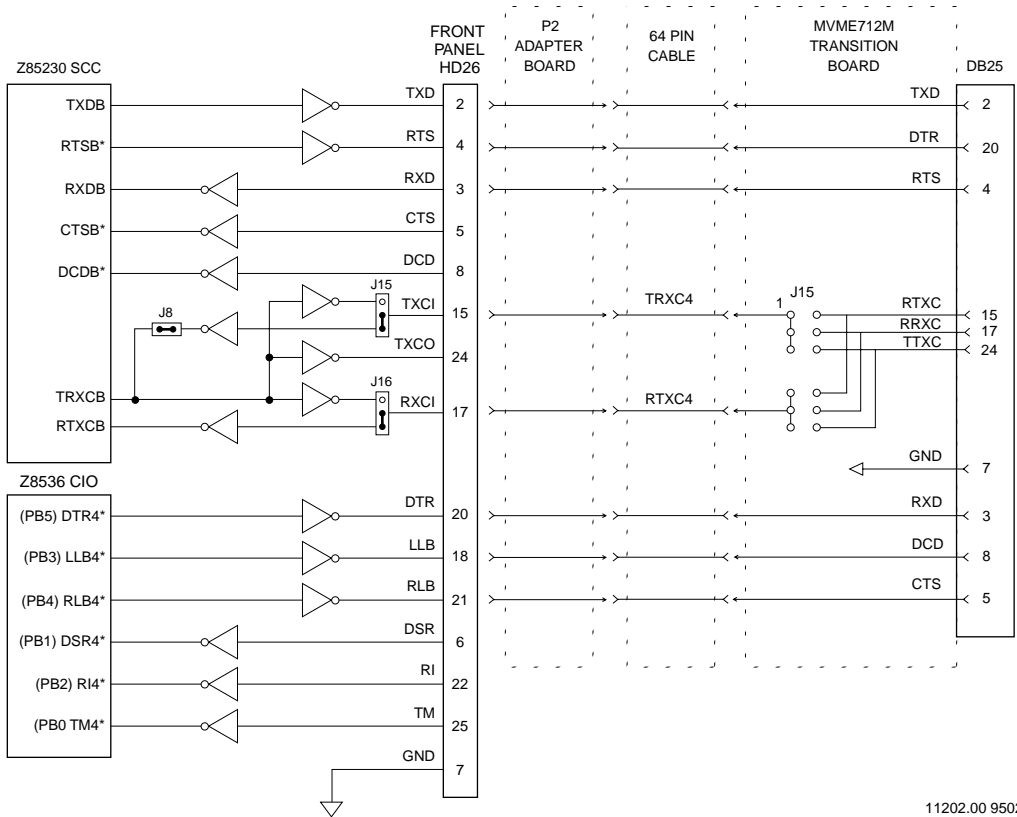 FRONT
PANEL
HD26
P2
ADAPTER
BOARD
64 PIN
CABLE
MVME712M
TRANSITION
BOARD
DB25
Z85230 SCC
TXDB
TXD
2
TXD
2
RTSB*
RTS
4
DTR
20
RXDB
RXD
3
RTS
4
CTSB*
CTS
5
DCDB*
DCD
8
J15
J8
TXCI
15
TRXC4
1
J15
RTXC
15
RRXC
17
TTXC
24
TXCO
24
TRXCB
J16
RXCI
17
RTXC4
RTXCB
GND
7
Z8536 CIO
(PB5) DTR4*
DTR
20
RXD
3
(PB3) LLB4*
LLB
18
DCD
8
(PB4) RLB4*
RLB
21
CTS
5
(PB1) DSR4*
DSR
6
(PB2) RI4*
RI
22
(PB0 TM4*
TM
25
GND
7
11202.00 9502